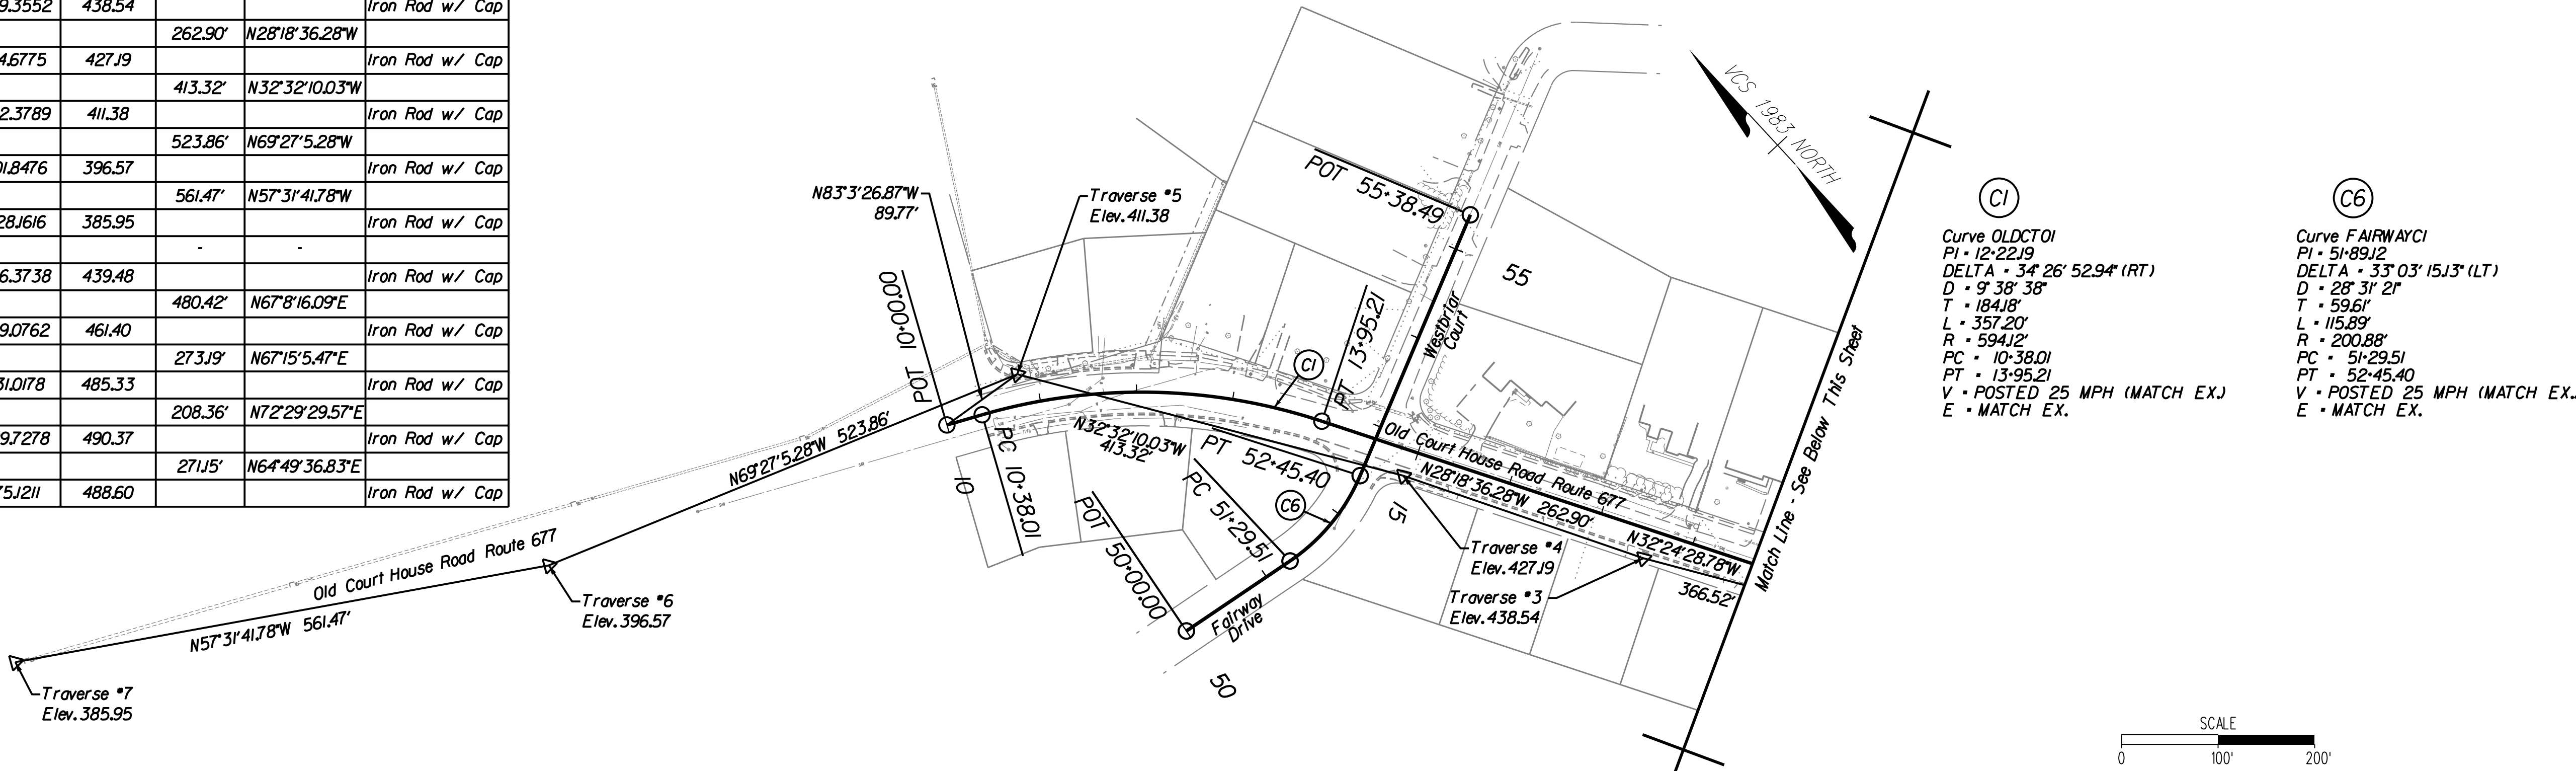 9.3552 438.54 Iron Rod w/ Cap
262.90' N28°18'36.28"W
4.6775 427.19 Iron Rod w/ Cap
413.32' N32°32'10.03"W
2.3789 411.38 Iron Rod w/ Cap
523.86' N69°27'5.28"W
01.8476 396.57 Iron Rod w/ Cap
561.47' N57°31'41.78"W
28.1616 385.95 Iron Rod w/ Cap
- -
6.3738 439.48 Iron Rod w/ Cap
480.42' N67°8'16.09"E
9.0762 461.40 Iron Rod w/ Cap
273.19' N67°15'5.47"E
31.0178 485.33 Iron Rod w/ Cap
208.36' N72°29'29.57"E
9.7278 490.37 Iron Rod w/ Cap
271.15' N64°49'36.83"E
75.1211 488.60 Iron Rod w/ Cap
N83°3'26.87"W
89.77'
Traverse #5
Elev. 411.38
POT 10+00.00
PC 10+38.01
10
N69°27'5.28"W 523.86'
Old Court House Road Route 677
N57°31'41.78"W 561.47'
Traverse #6
Elev. 396.57
Traverse #7
Elev. 385.95
N32°32'10.03"W
413.32'
C1
PT 13+95.21
POT 55+38.49
55
Westbriar
Court
PT 52+45.40
PC 51+29.51
C6
POT 50+00.00
Fairway
Drive
50
15
Old Court House Road Route 677
N28°18'36.28"W 262.90'
N32°24'28.78"W
366.52'
Traverse #4
Elev. 427.19
Traverse #3
Elev. 438.54
Match Line - See Below This Sheet
VCS 1983 NORTH
C1
Curve OLDCT01
PI = 12+22.19
DELTA = 34° 26' 52.94" (RT)
D = 9° 38' 38"
T = 184.18'
L = 357.20'
R = 594.12'
PC = 10+38.01
PT = 13+95.21
V = POSTED 25 MPH (MATCH EX.)
E = MATCH EX.
C6
Curve FAIRWAYC1
PI = 51+89.12
DELTA = 33° 03' 15.13" (LT)
D = 28° 31' 21"
T = 59.61'
L = 115.89'
R = 200.88'
PC = 51+29.51
PT = 52+45.40
V = POSTED 25 MPH (MATCH EX.
E = MATCH EX.
SCALE
0 100' 200'